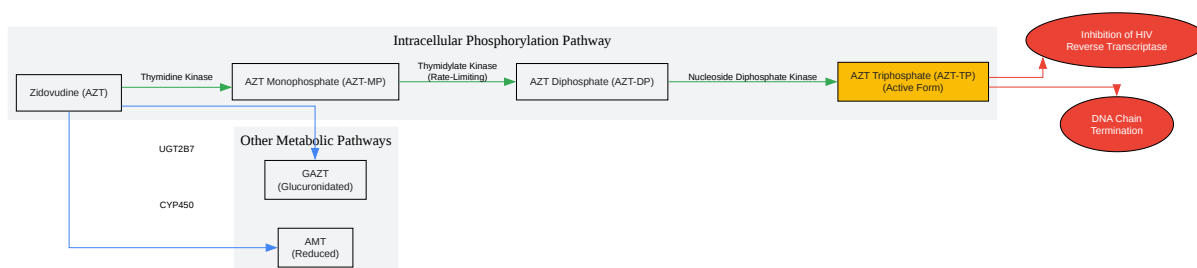 Intracellular Phosphorylation Pathway
Inhibition of HIV
Reverse Transcriptase
Zidovudine (AZT)
Thymidine Kinase
AZT Monophosphate (AZT-MP)
Thymidylate Kinase
(Rate-Limiting)
AZT Diphosphate (AZT-DP)
Nucleoside Diphosphate Kinase
AZT Triphosphate (AZT-TP)
(Active Form)
DNA Chain
Termination
Other Metabolic Pathways
UGT2B7
GAZT
(Glucuronidated)
CYP450
AMT
(Reduced)